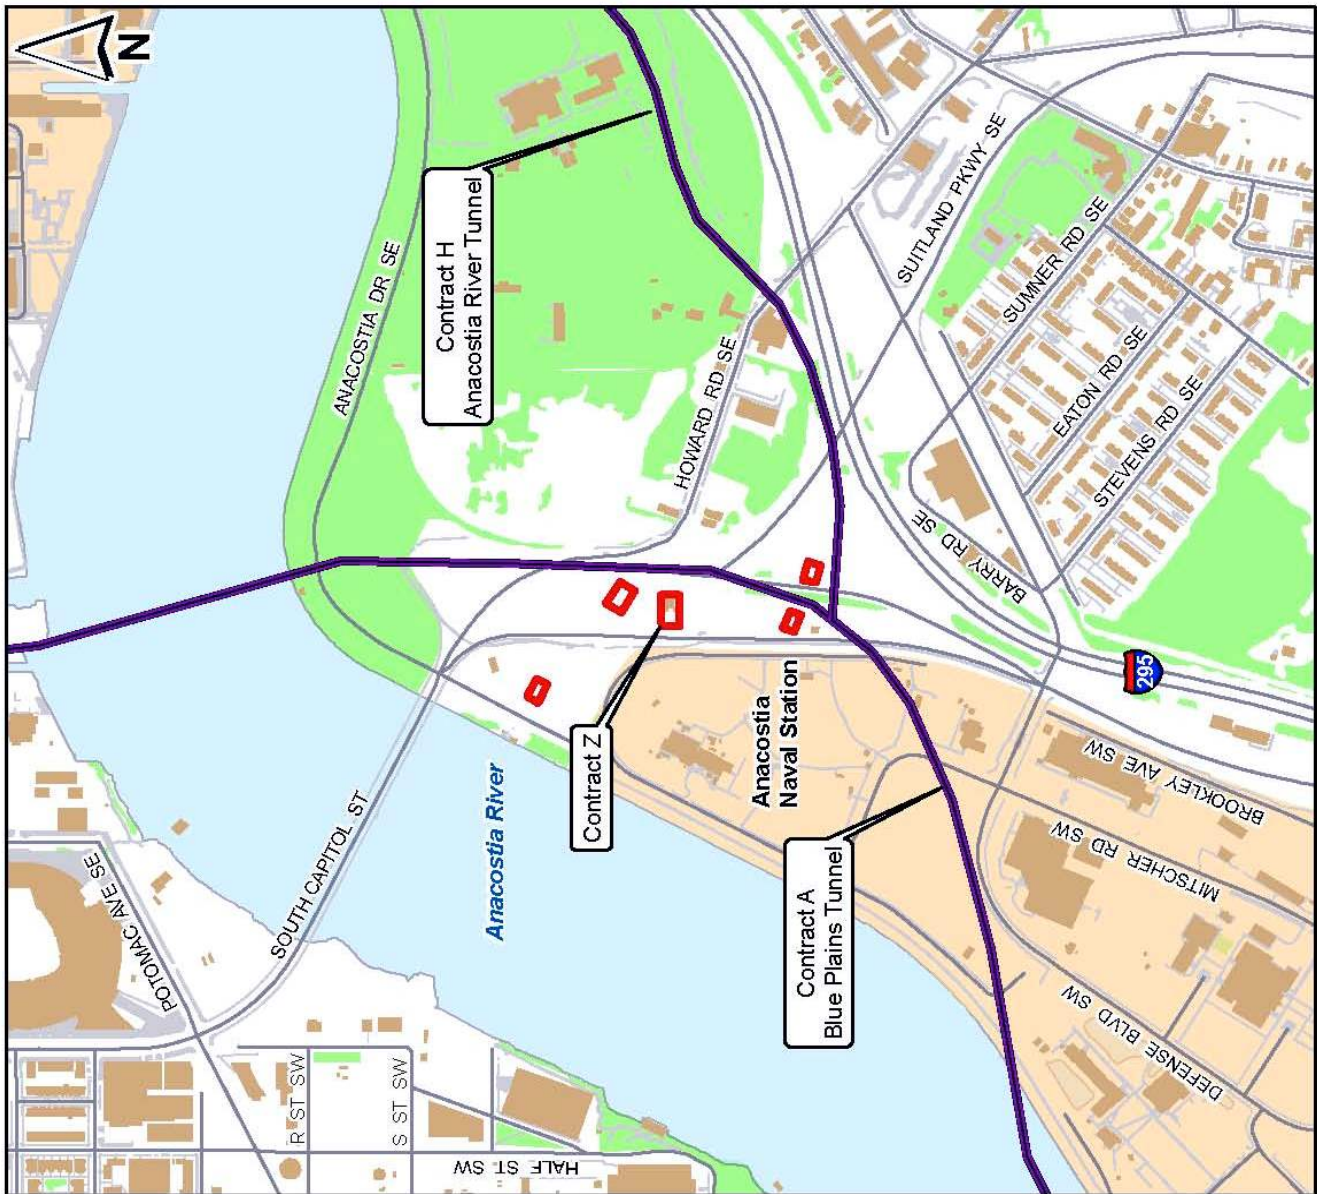 N
POTOMAC AVE SE
SOUTH CAPITOL ST
R ST SW
S ST SW
HALF ST SW
Anacostia River
ANACOSTIA DR SE
Contract H
Anacostia River Tunnel
HOWARD RD SE
SUITLAND PKWY SE
SUMNER RD SE
EATON RD SE
STEVENS RD SE
BARRY RD SE
Contract Z
Anacostia
Naval Station
295
Contract A
Blue Plains Tunnel
BROOKLEY AVE SW
MITSCHER RD SW
DEFENSE BLVD SW